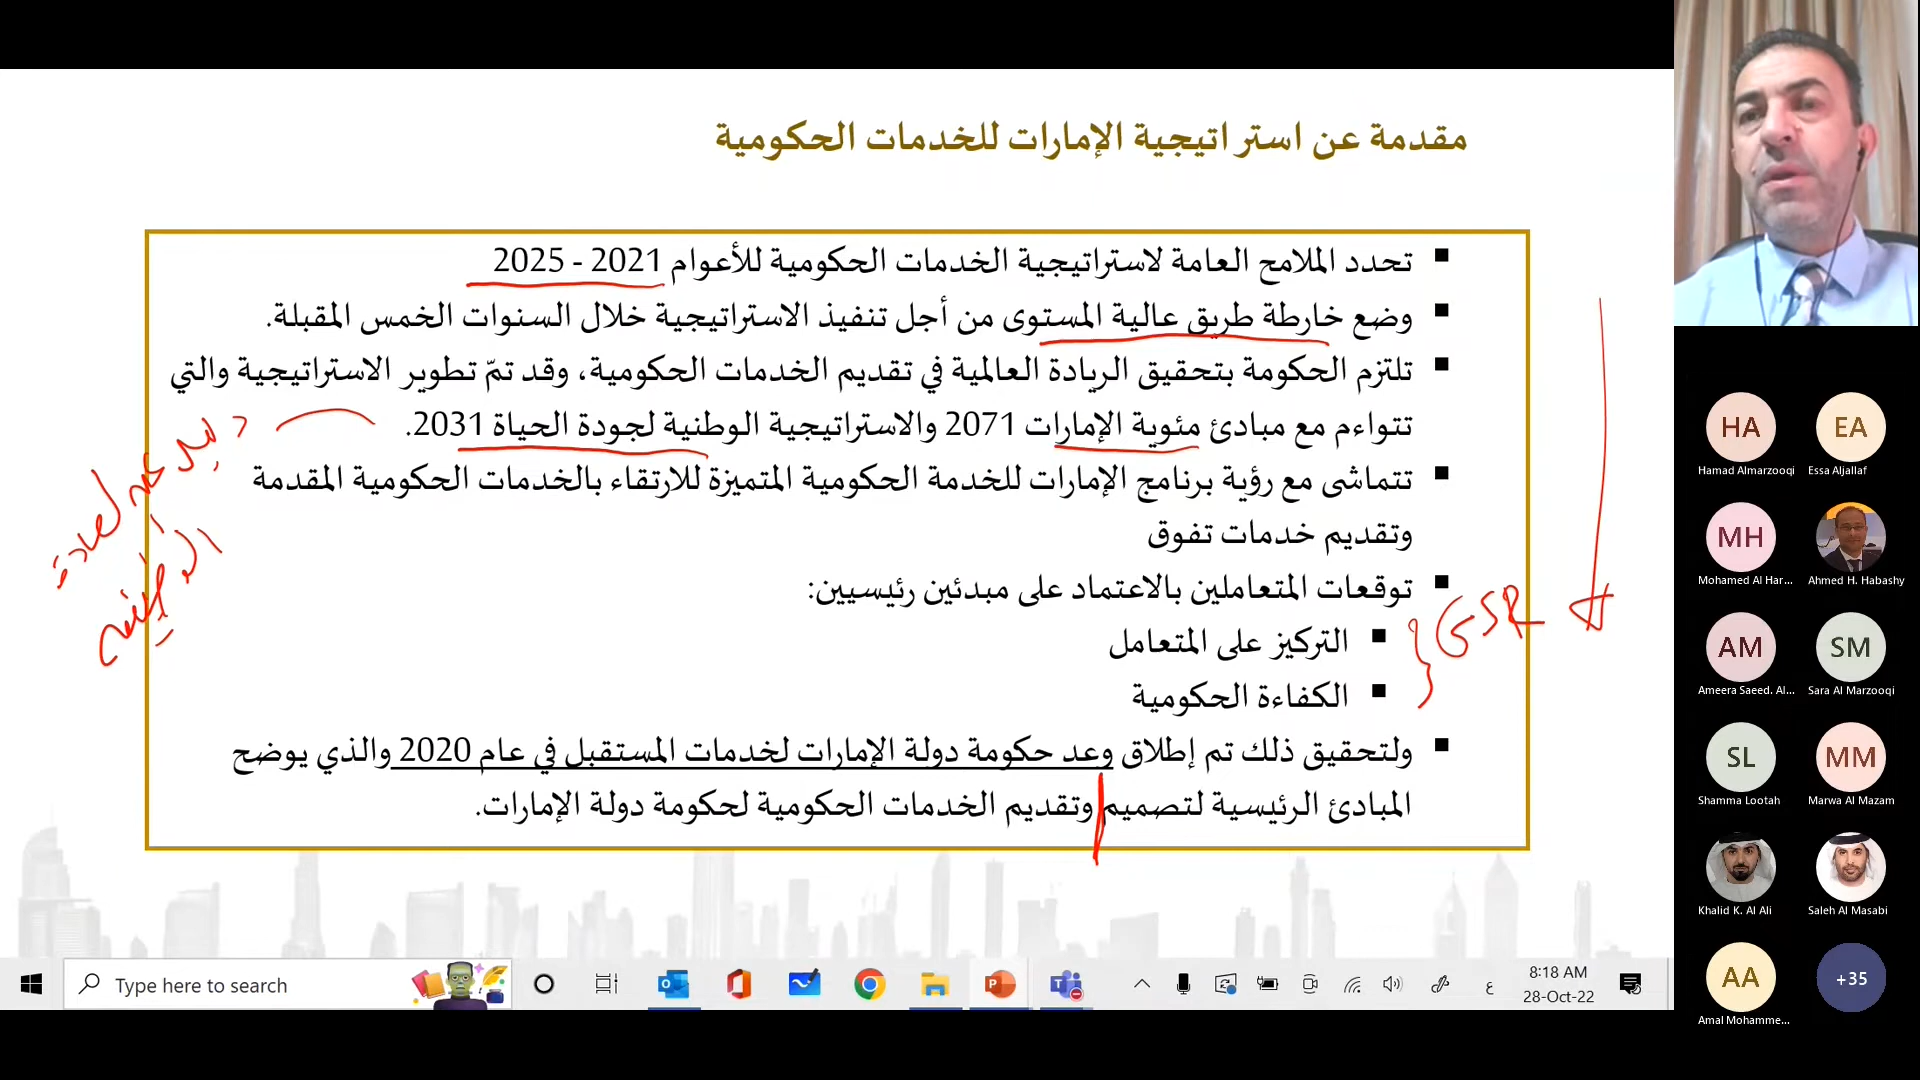 مقدمة عن استراتيجية الإمارات للخدمات الحكومية
▪ تحدد الملامح العامة لاستراتيجية الخدمات الحكومية للأعوام 2021 - 2025
▪ وضع خارطة طريق عالية المستوى من أجل تنفيذ الاستراتيجية خلال السنوات الخمس المقبلة.
▪ تلتزم الحكومة بتحقيق الريادة العالمية في تقديم الخدمات الحكومية، وقد تمّ تطوير الاستراتيجية والتي
تتواءم مع مبادئ مئوية الإمارات 2071 والاستراتيجية الوطنية لجودة الحياة 2031.
▪ تتماشى مع رؤية برنامج الإمارات للخدمة الحكومية المتميزة للارتقاء بالخدمات الحكومية المقدمة
وتقديم خدمات تفوق
▪ توقعات المتعاملين بالاعتماد على مبدئين رئيسيين:
▪ التركيز على المتعامل
▪ الكفاءة الحكومية
▪ ولتحقيق ذلك تم إطلاق وعد حكومة دولة الإمارات لخدمات المستقبل في عام 2020 والذي يوضح
المبادئ الرئيسية لتصميم وتقديم الخدمات الحكومية لحكومة دولة الإمارات.
GSR
HA
EA
Hamad Almarzooqi
Essa Aljallaf
MH
Mohamed Al Har...
Ahmed H. Habashy
AM
SM
Ameera Saeed. Al...
Sara Al Marzooqi
SL
MM
Shamma Lootah
Marwa Al Mazam
Khalid K. Al Ali
Saleh Al Masabi
AA
+35
Amal Mohamme...
Type here to search
ع
8:18 AM
28-Oct-22